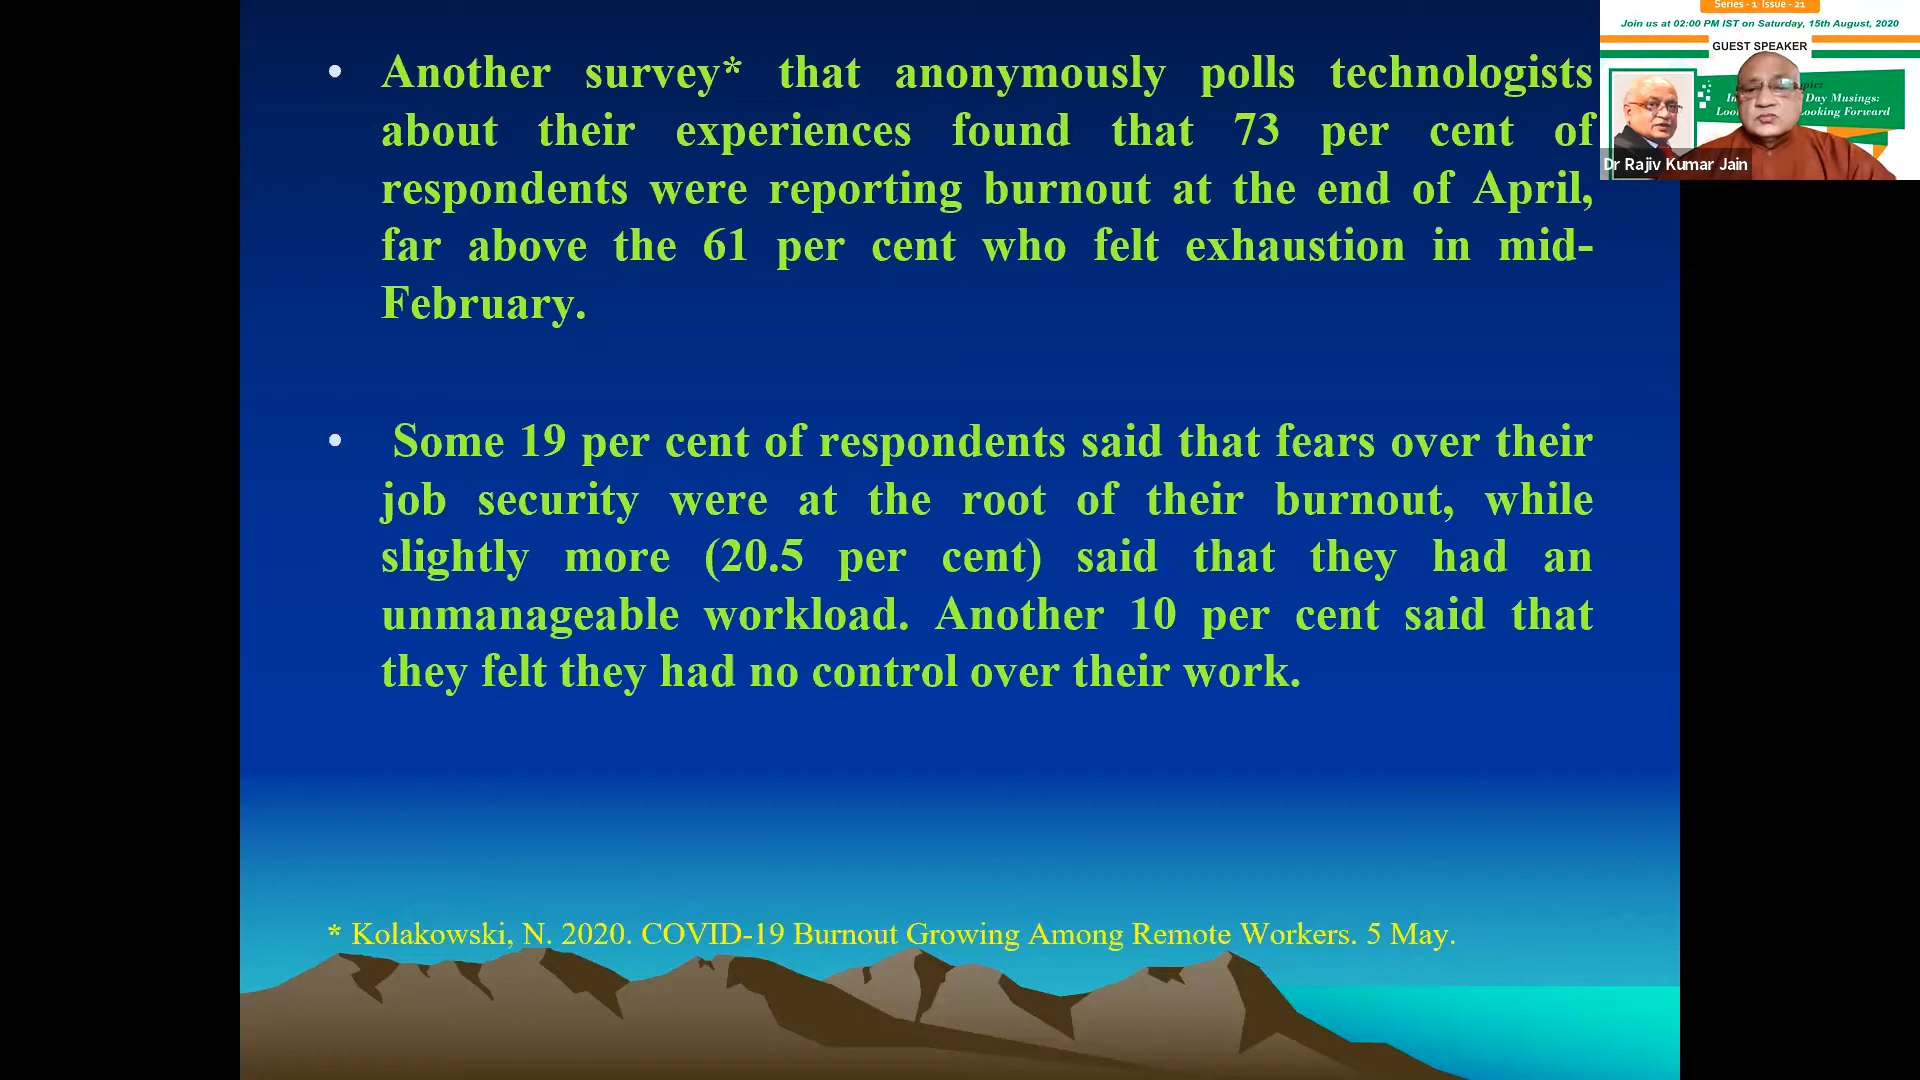 • Another survey* that anonymously polls technologists
about their experiences found that 73 per cent of
respondents were reporting burnout at the end of April,
far above the 61 per cent who felt exhaustion in mid-
February.
• Some 19 per cent of respondents said that fears over their
job security were at the root of their burnout, while
slightly more (20.5 per cent) said that they had an
unmanageable workload. Another 10 per cent said that
they felt they had no control over their work.
* Kolakowski, N. 2020. COVID-19 Burnout Growing Among Remote Workers. 5 May.
Series - 1 Issue - 21
Join us at 02:00 PM IST on Saturday, 15th August, 2020
GUEST SPEAKER
Day Musings:
Looking Forward
Dr Rajiv Kumar Jain